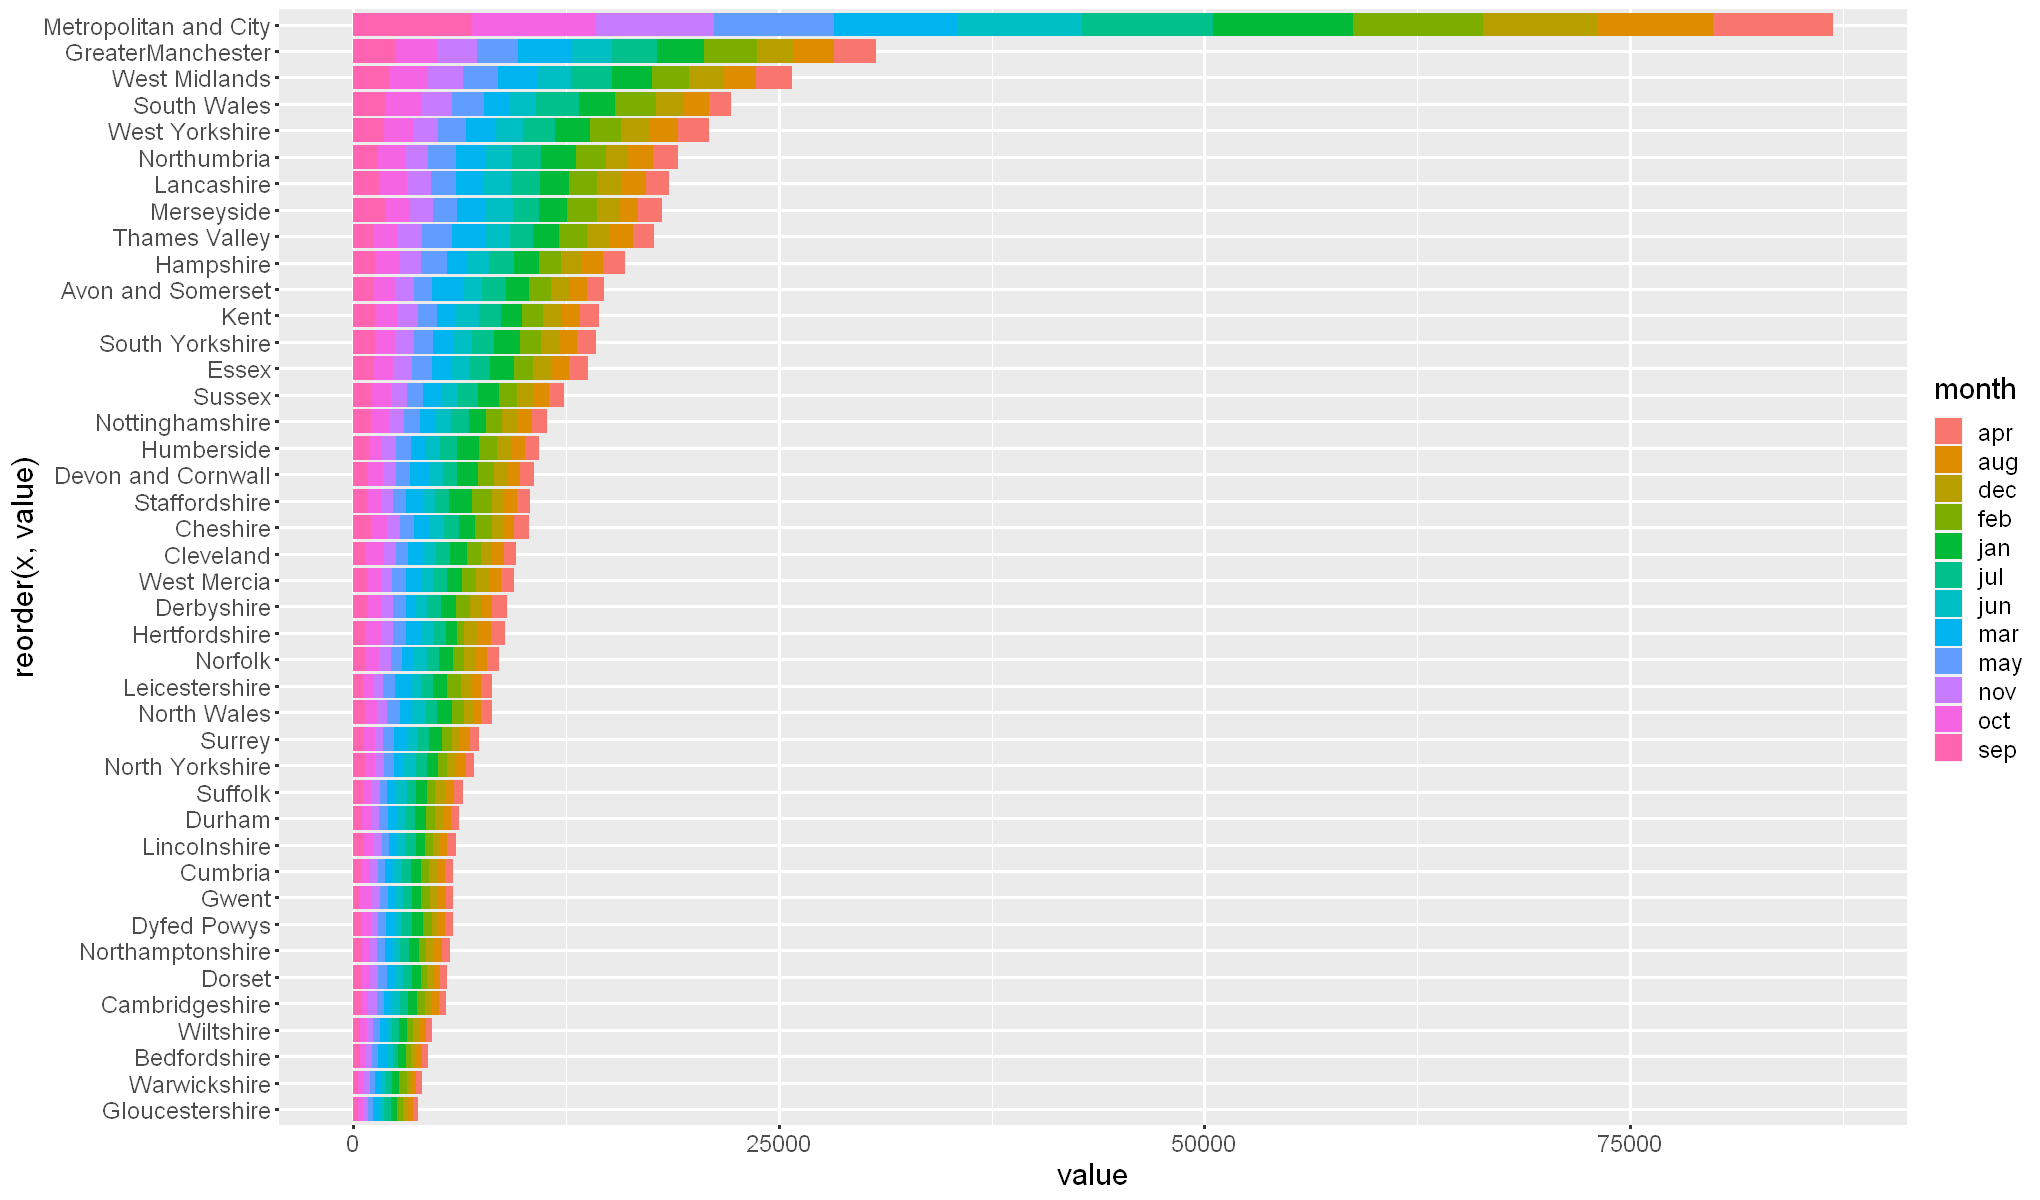 reorder(x, value)
Metropolitan and City
GreaterManchester
West Midlands
South Wales
West Yorkshire
Northumbria
Lancashire
Merseyside
Thames Valley
Hampshire
Avon and Somerset
Kent
South Yorkshire
Essex
Sussex
Nottinghamshire
Humberside
Devon and Cornwall
Staffordshire
Cheshire
Cleveland
West Mercia
Derbyshire
Hertfordshire
Norfolk
Leicestershire
North Wales
Surrey
North Yorkshire
Suffolk
Durham
Lincolnshire
Cumbria
Gwent
Dyfed Powys
Northamptonshire
Dorset
Cambridgeshire
Wiltshire
Bedfordshire
Warwickshire
Gloucestershire
0 25000 50000 75000
value
month
apr
aug
dec
feb
jan
jul
jun
mar
may
nov
oct
sep